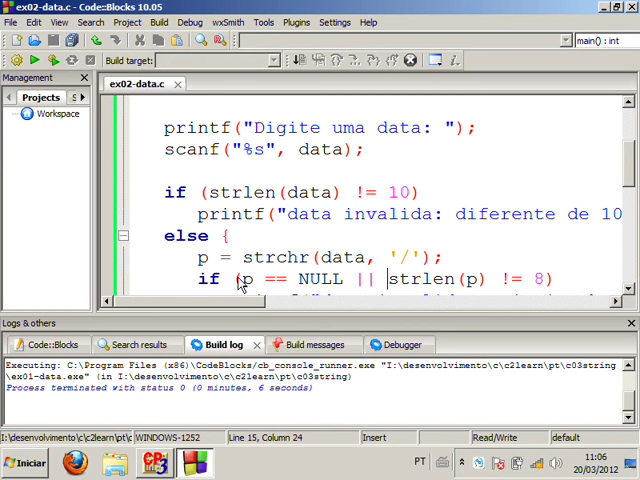 ex02-data.c - Code::Blocks 10.05
File Edit View Search Project Build Debug wxSmith Tools Plugins Settings Help
main() : int
Build target:
Management
Projects S
Workspace
ex02-data.c
printf("Digite uma data: ");
scanf("%s", data);
if (strlen(data) != 10)
printf("data invalida: diferente de 10
else {
p = strchr(data, '/');
if (p == NULL || strlen(p) != 8)
Logs & others
Code::Blocks Search results Build log Build messages Debugger
Executing: C:\Program Files (x86)\CodeBlocks/cb_console_runner.exe "I:\desenvolvimento\c\c2learn\pt\c03string
\ex01-data.exe" (in I:\desenvolvimento\c\c2learn\pt\c03string)
Process terminated with status 0 (0 minutes, 6 seconds)
I:\desenvolvimento\c\c2learn\pt\c WINDOWS-1252 Line 15, Column 24 Insert Read/Write default
Iniciar
PT
11:06
20/03/2012